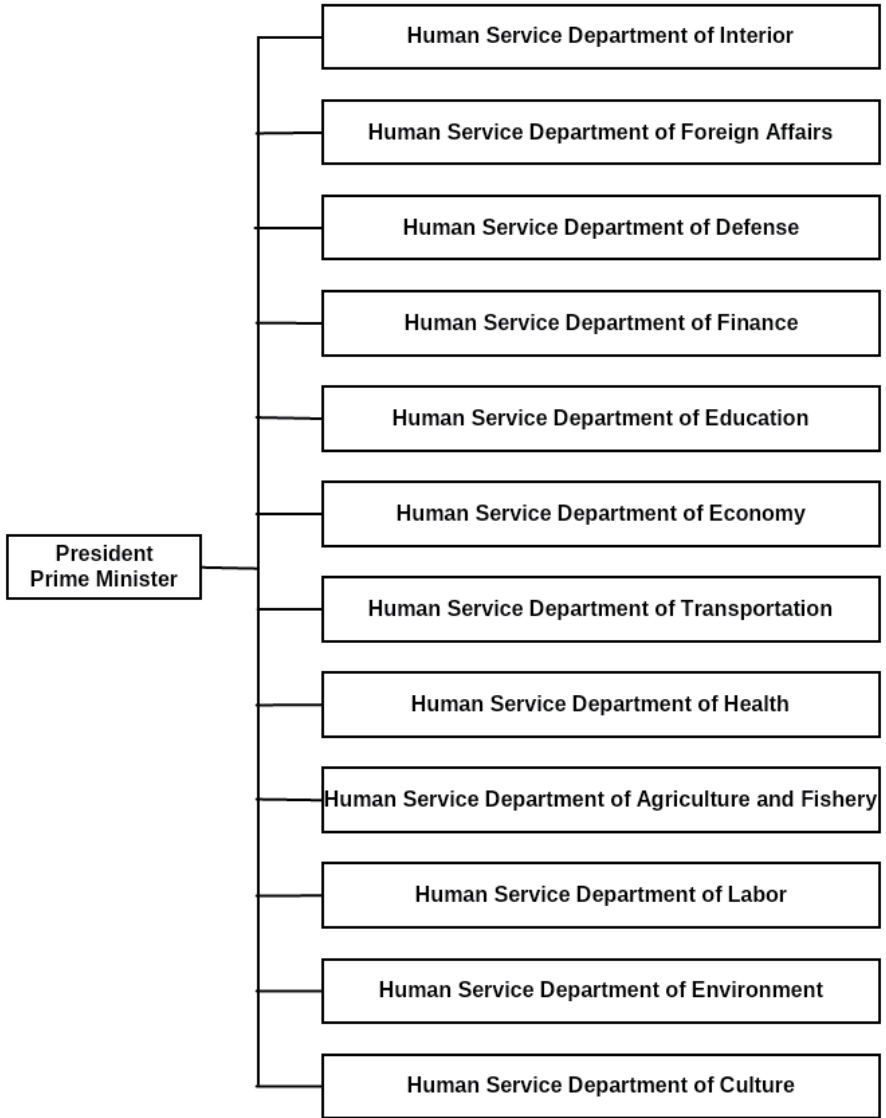 Human Service Department of Interior
Human Service Department of Foreign Affairs
Human Service Department of Defense
Human Service Department of Finance
Human Service Department of Education
Human Service Department of Economy
President
Prime Minister
Human Service Department of Transportation
Human Service Department of Health
Human Service Department of Agriculture and Fishery
Human Service Department of Labor
Human Service Department of Environment
Human Service Department of Culture